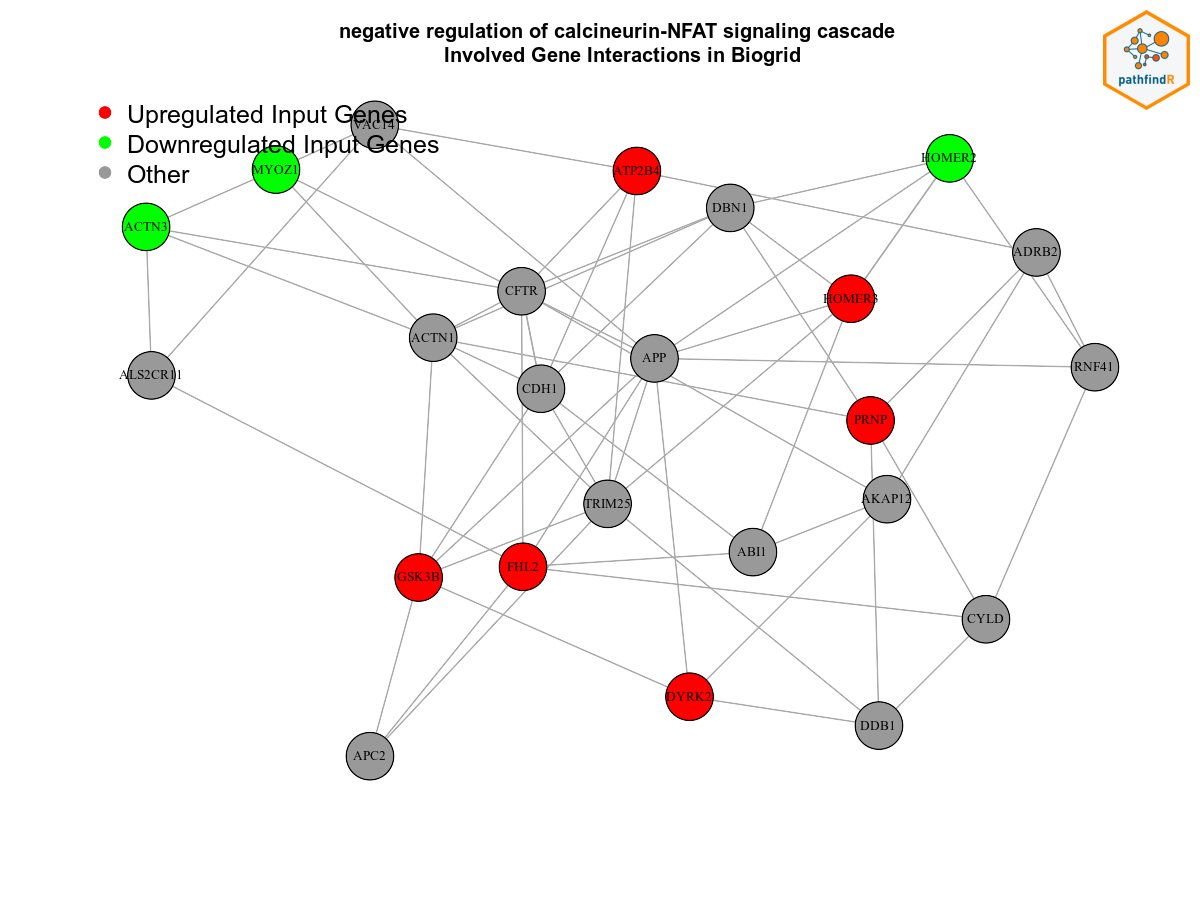 negative regulation of calcineurin-NFAT signaling cascade
Involved Gene Interactions in Biogrid
pathfindR
Upregulated Input Genes
VAC14
Downregulated Input Genes
HOMER2
MYOZ1
ATP2B4
Other
DBN1
ACTN3
ADRB2
CFTR
HOMER3
ACTN1
APP
RNF41
ALS2CR11
CDH1
PRNP
AKAP12
TRIM25
ABI1
FHL2
GSK3B
CYLD
DYRK2
DDB1
APC2